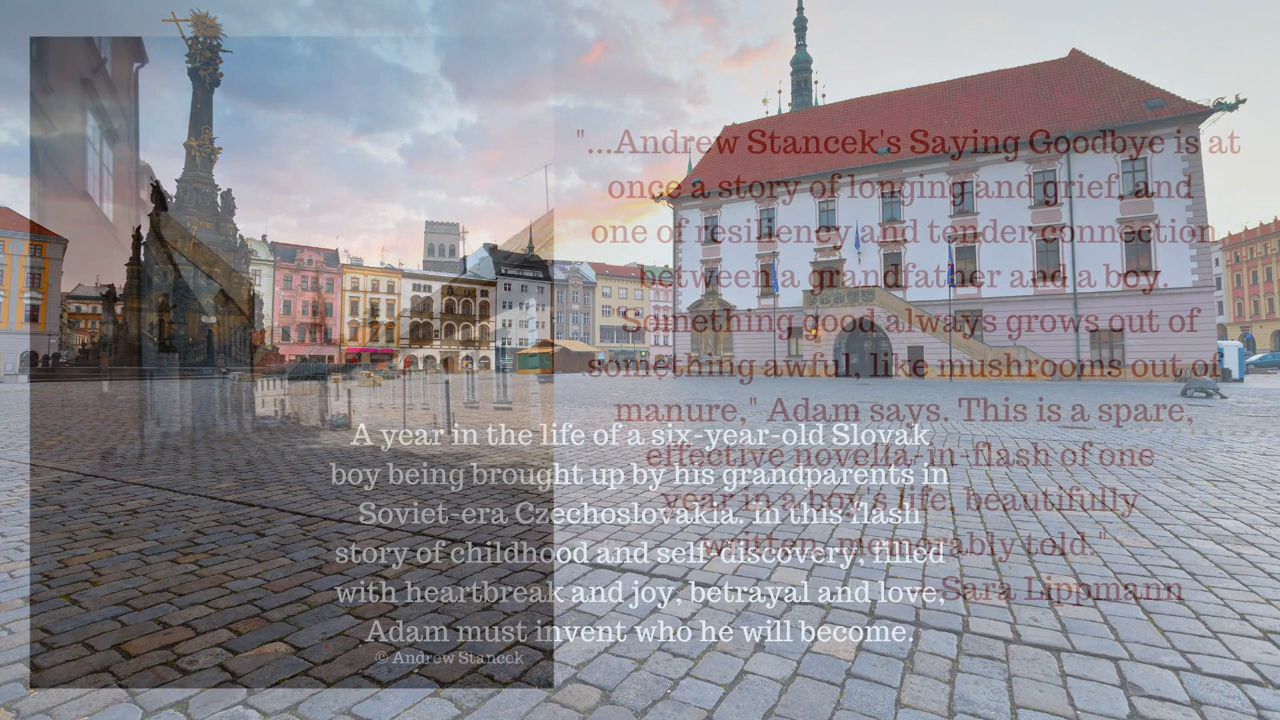 "...Andrew Stancek's Saying Goodbye is at
once a story of longing and grief, and
one of resiliency and tender connection
between a grandfather and a boy.
Something good always grows out of
something awful, like mushrooms out of
manure," Adam says. This is a spare,
effective novella-in-flash of one
year in a boy's life, beautifully
written, memorably told."
Sara Lippmann
A year in the life of a six-year-old Slovak
boy being brought up by his grandparents in
Soviet-era Czechoslovakia. In this flash
story of childhood and self-discovery, filled
with heartbreak and joy, betrayal and love,
Adam must invent who he will become.
© Andrew Stancek